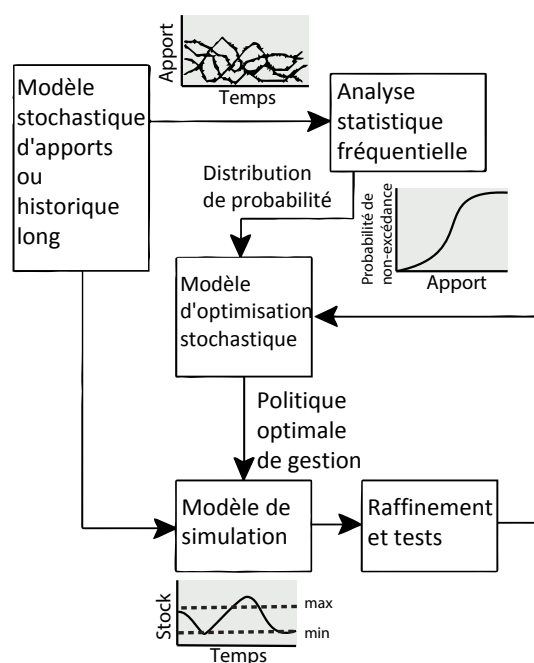 Apport
Temps
Modèle
stochastique
d'apports
ou
historique
long
Analyse
statistique
fréquentielle
Distribution
de probabilité
Probabilité de
non-excédance
Apport
Modèle
d'optimisation
stochastique
Politique
optimale
de gestion
Modèle de
simulation
Raffinement
et tests
Stock
max
min
Temps